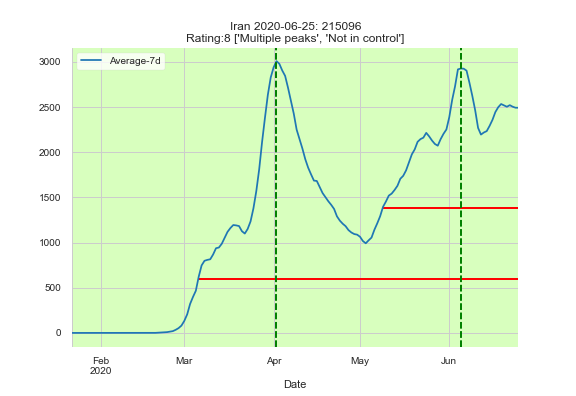 Iran 2020-06-25: 215096
Rating:8 ['Multiple peaks', 'Not in control']
Average-7d
3000
2500
2000
1500
1000
500
0
Feb
2020
Mar
Apr
May
Jun
Date